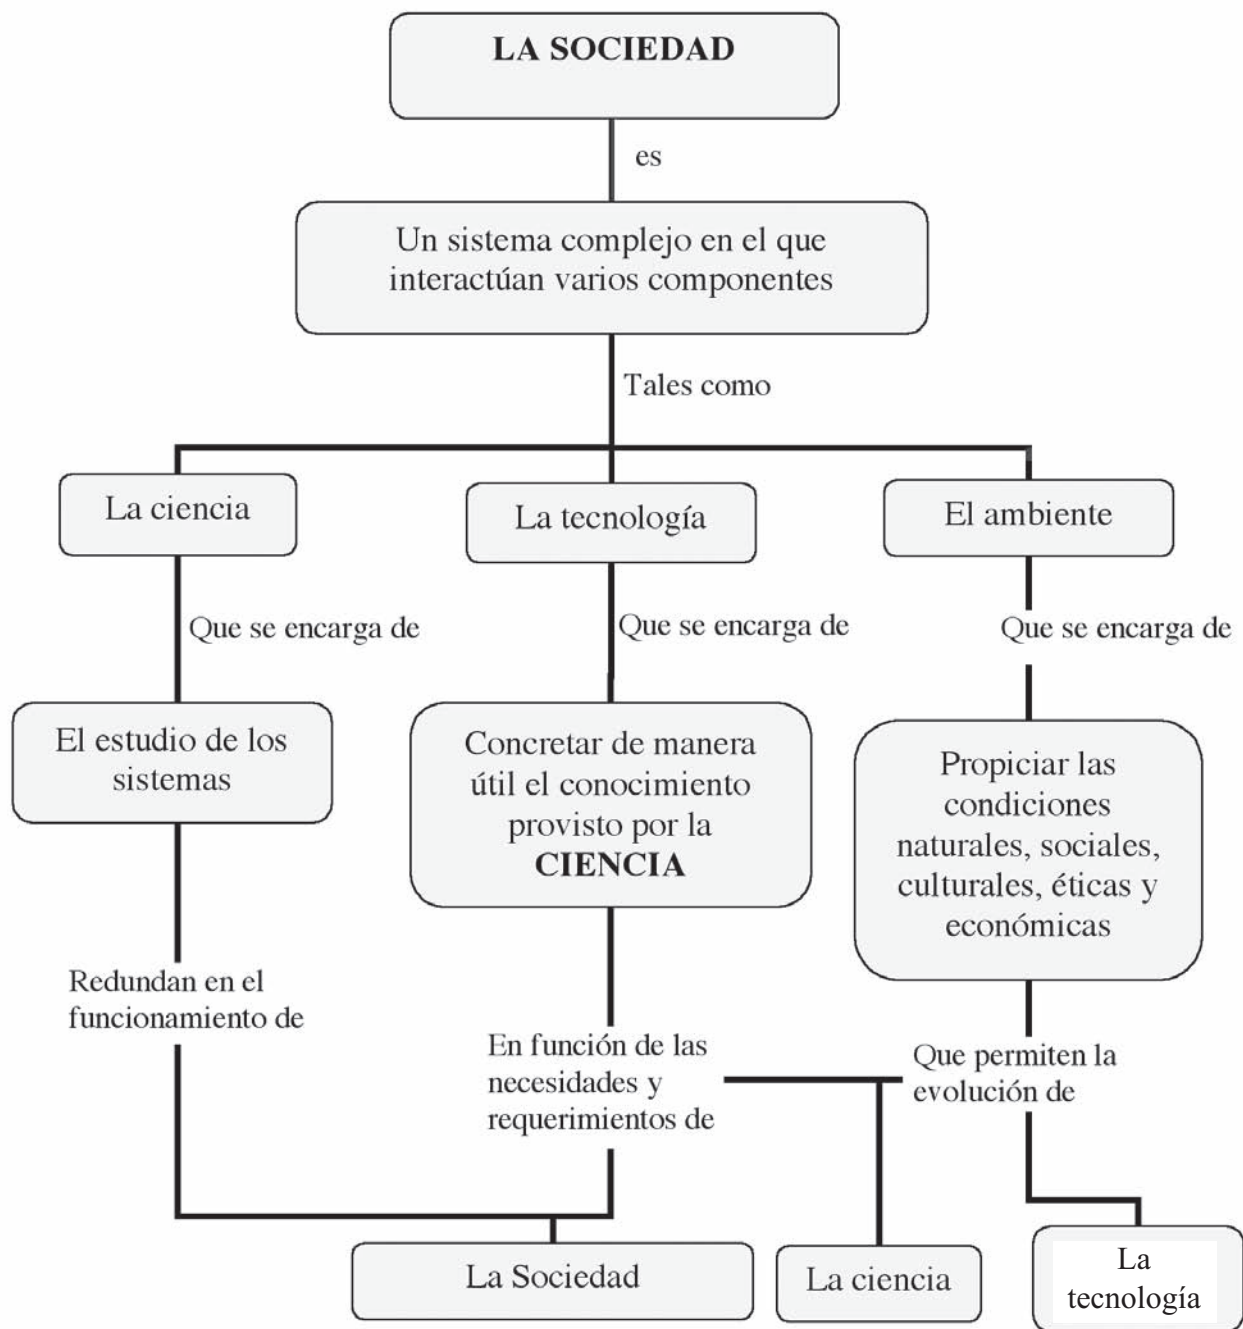 LA SOCIEDAD
es
Un sistema complejo en el que
interactúan varios componentes
Tales como
La ciencia
La tecnología
El ambiente
Que se encarga de
Que se encarga de
Que se encarga de
El estudio de los
sistemas
Concretar de manera
útil el conocimiento
provisto por la
CIENCIA
Propiciar las
condiciones
naturales, sociales,
culturales, éticas y
económicas
Redundan en el
funcionamiento de
En función de las
necesidades y
requerimientos de
Que permiten la
evolución de
La Sociedad
La ciencia
La
tecnología